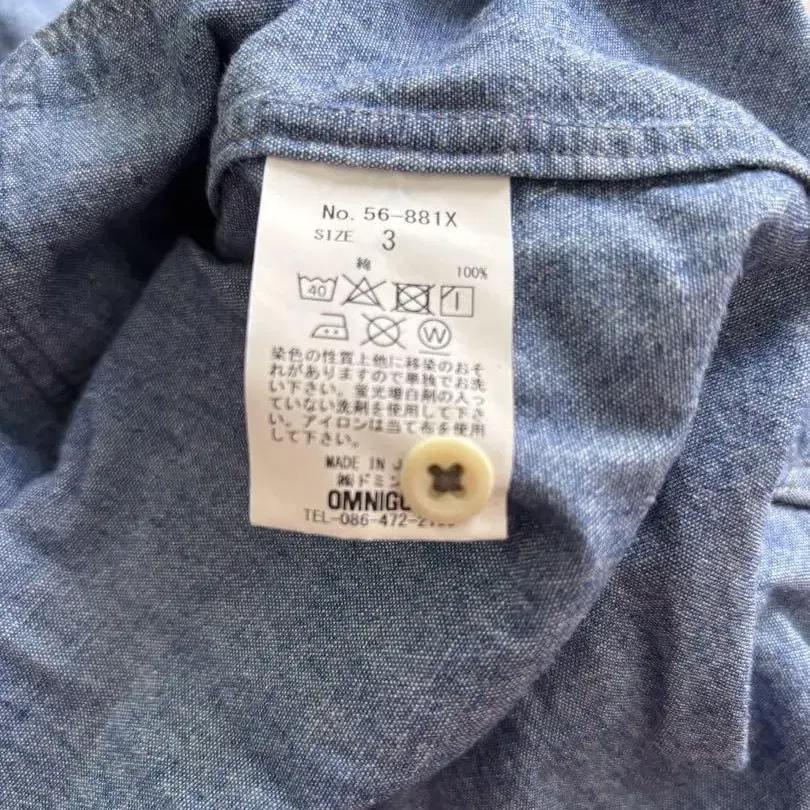 No. 56-881X
SIZE 3
綿 100%
40
W
染色の性質上他に移染のおそ
れがありますので単独でお洗
い下さい。蛍光増白剤の入っ
ていない洗剤を使用して下さ
い。アイロンは当て布を使用
して下さい。
MADE IN J
㈱ドミン
OMNIG
TEL-086-472-2